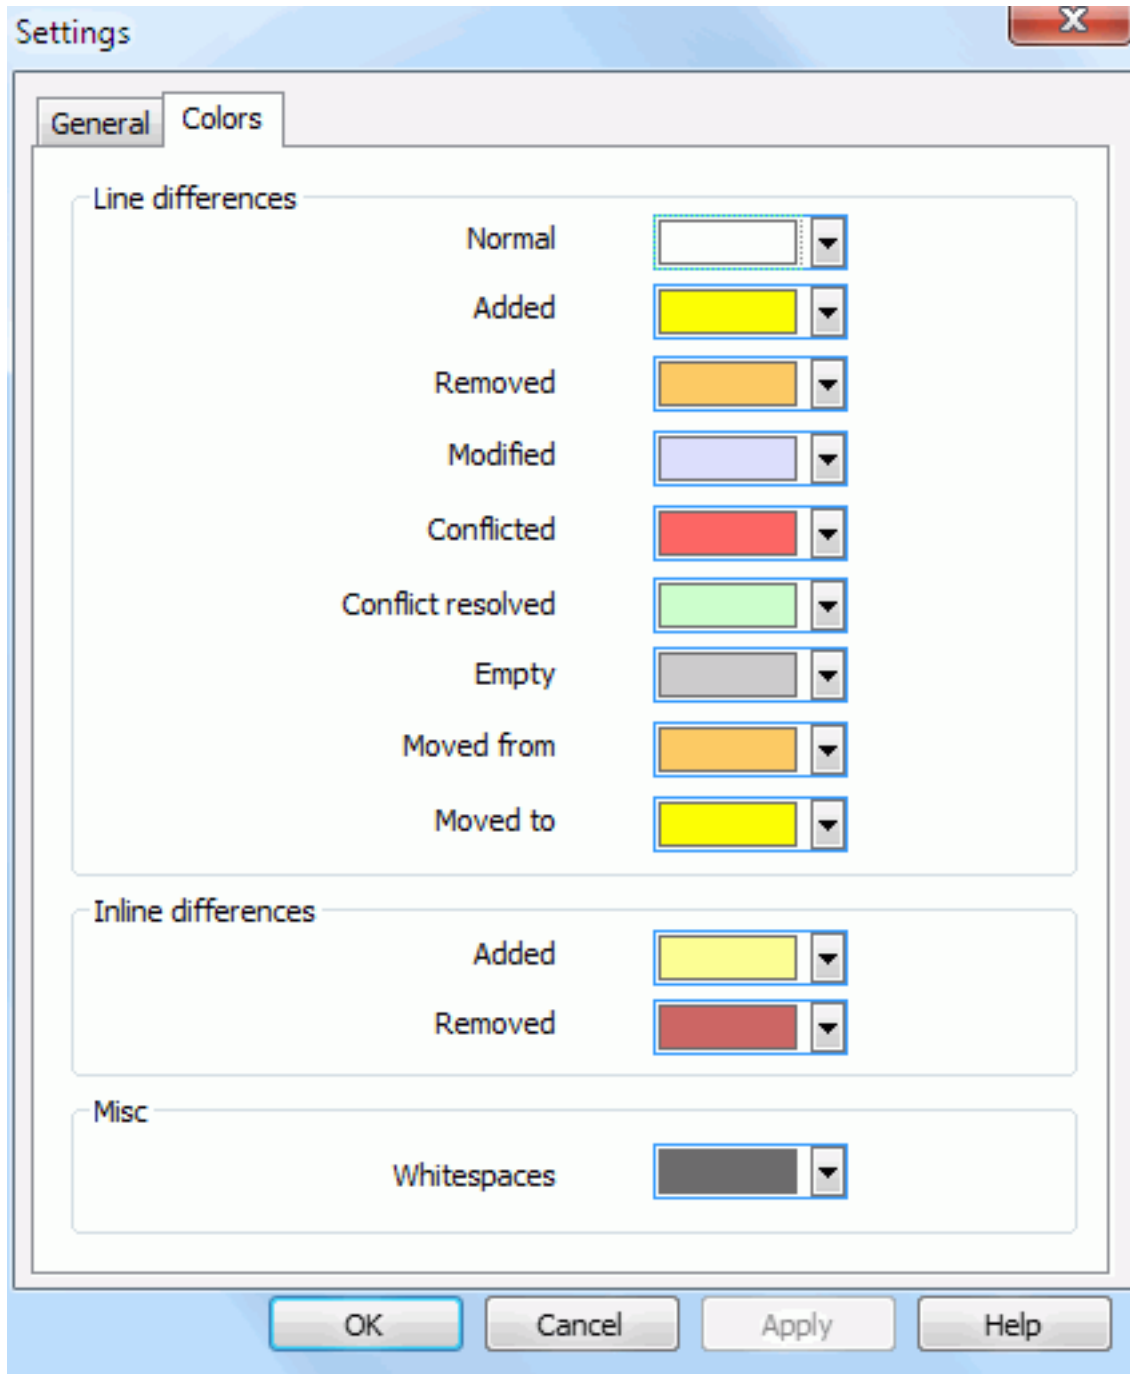 Settings
General Colors
Line differences
Normal
Added
Removed
Modified
Conflicted
Conflict resolved
Empty
Moved from
Moved to
Inline differences
Added
Removed
Misc
Whitespaces
OK Cancel Apply Help